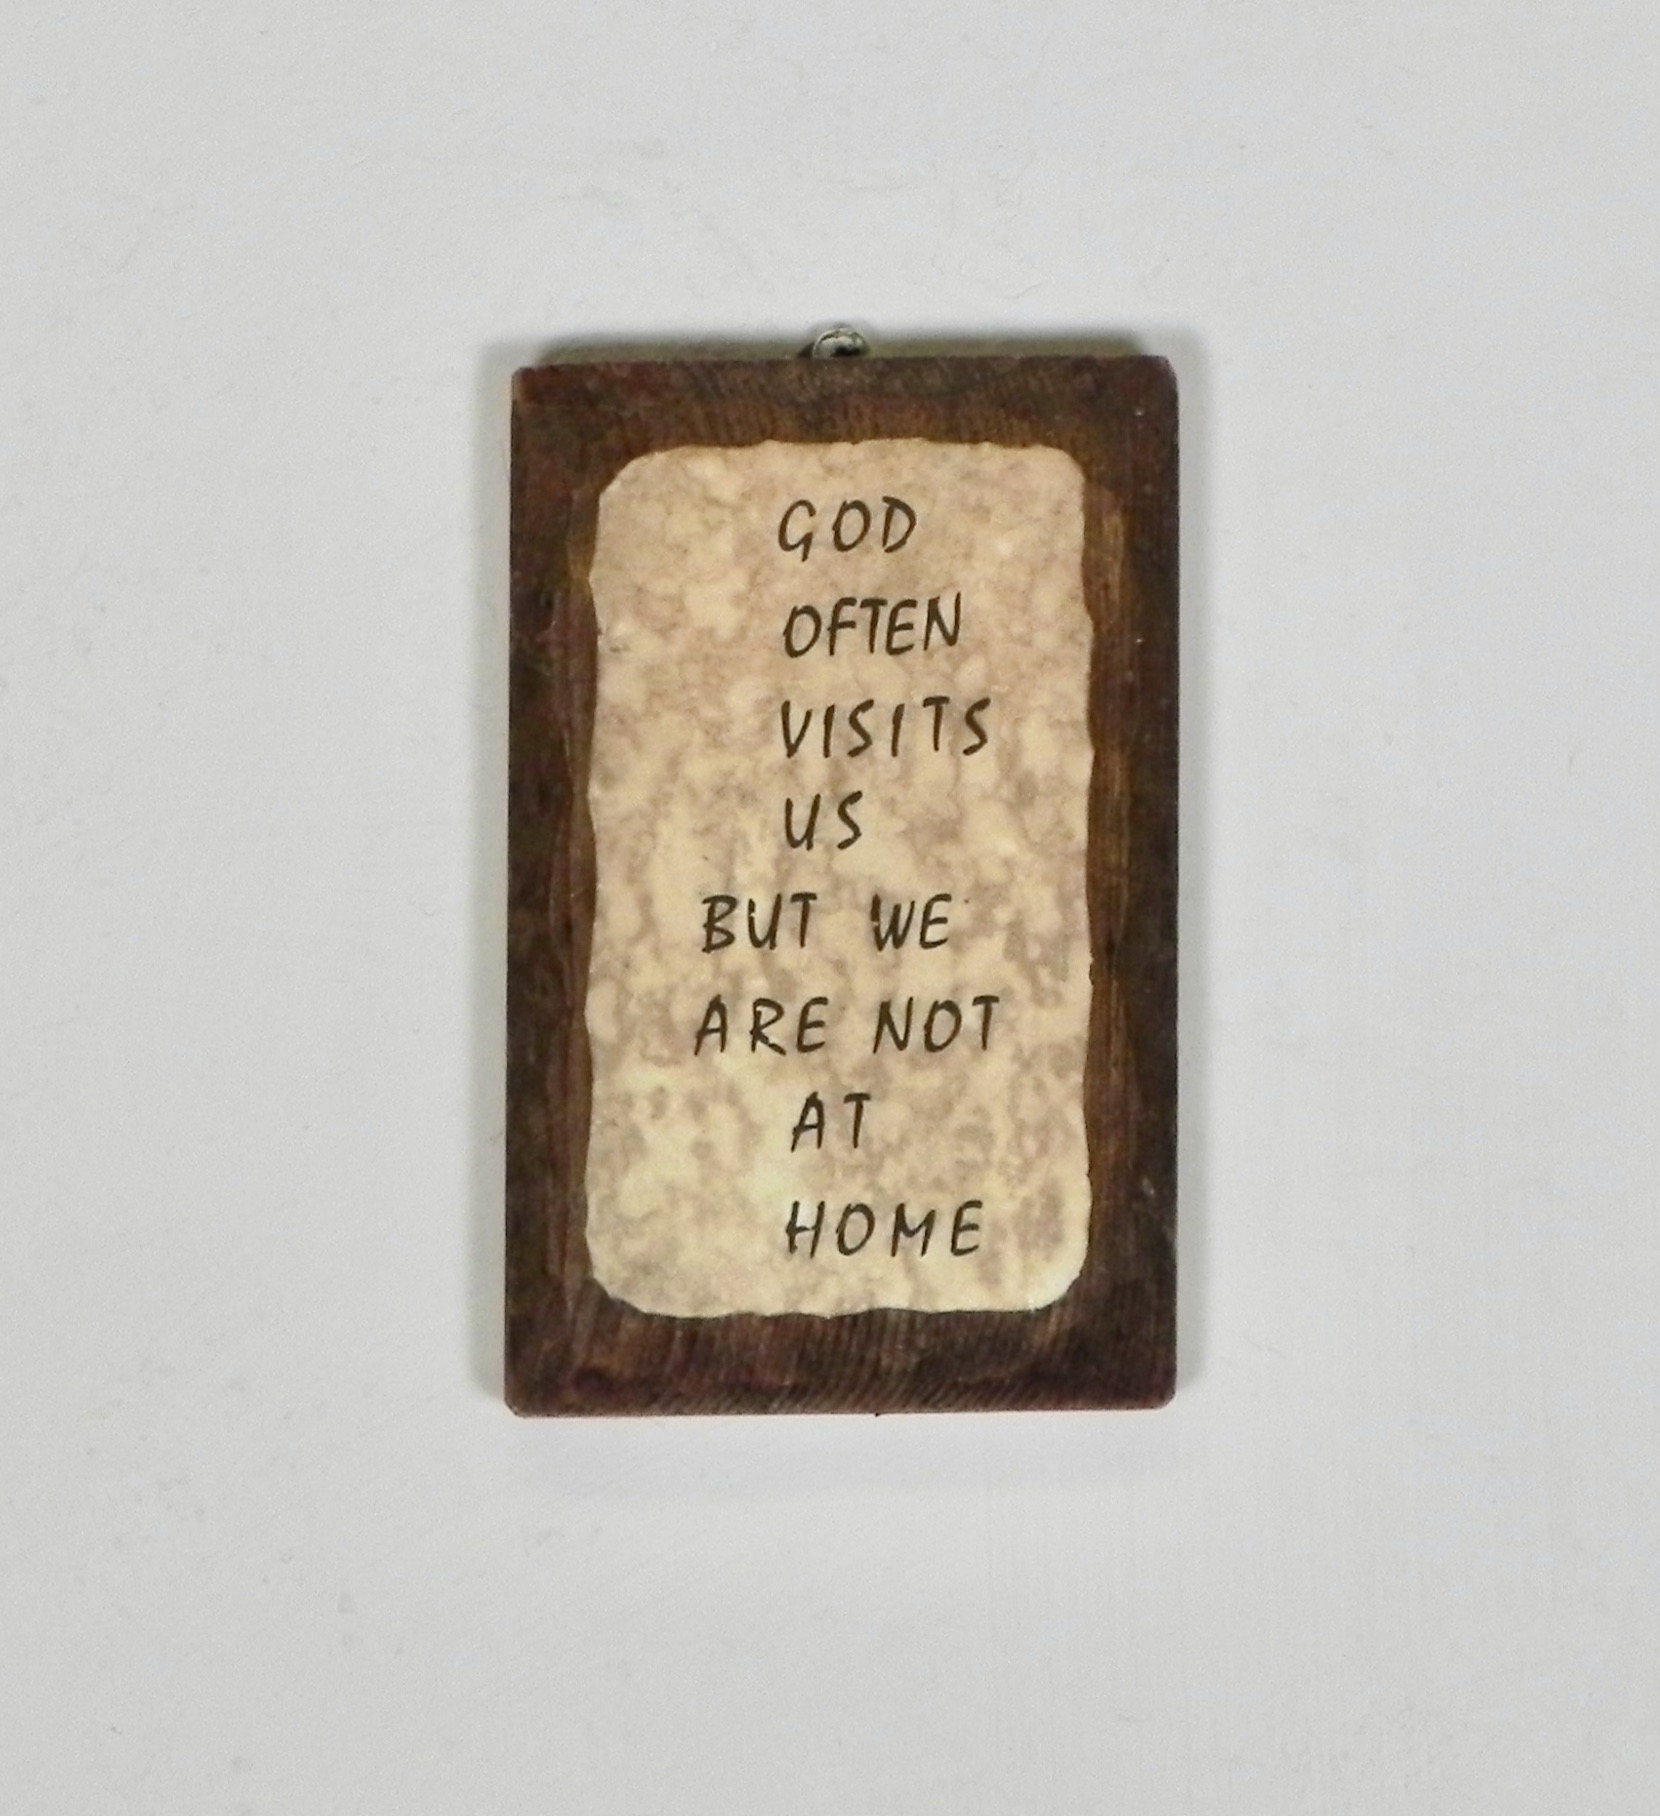 GOD
OFTEN
VISITS
US
BUT WE
ARE NOT
AT
HOME